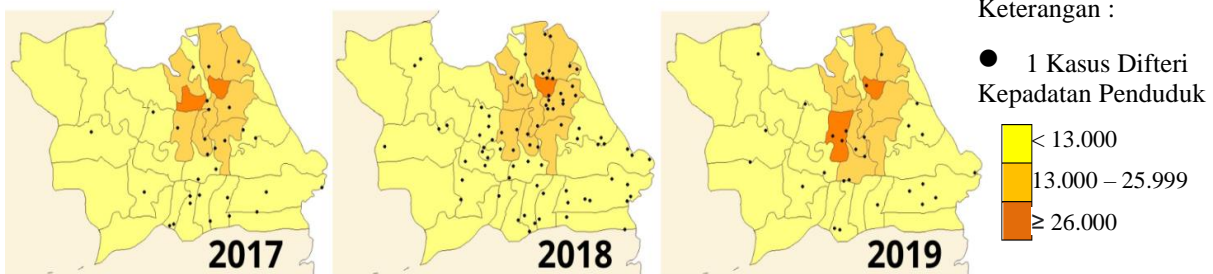 2017
2018
2019
Keterangan :
1 Kasus Difteri
Kepadatan Penduduk
< 13.000
13.000 – 25.999
≥ 26.000